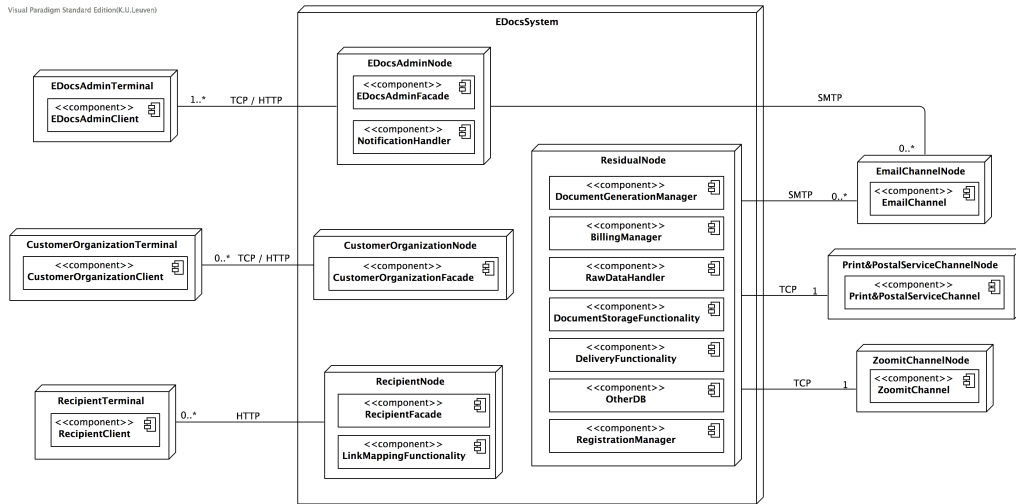 Visual Paradigm Standard Edition(K.U.Leuven)
EDocsSystem
EDocsAdminTerminal
<<component>>
EDocsAdminClient
1..*
TCP / HTTP
EDocsAdminNode
<<component>>
EDocsAdminFacade
<<component>>
NotificationHandler
SMTP
0..*
EmailChannelNode
<<component>>
EmailChannel
CustomerOrganizationTerminal
<<component>>
CustomerOrganizationClient
0..*
TCP / HTTP
CustomerOrganizationNode
<<component>>
CustomerOrganizationFacade
RecipientTerminal
<<component>>
RecipientClient
0..*
HTTP
RecipientNode
<<component>>
RecipientFacade
<<component>>
LinkMappingFunctionality
ResidualNode
<<component>>
DocumentGenerationManager
<<component>>
BillingManager
<<component>>
RawDataHandler
<<component>>
DocumentStorageFunctionality
<<component>>
DeliveryFunctionality
<<component>>
OtherDB
<<component>>
RegistrationManager
SMTP
0..*
TCP
1
Print&PostalServiceChannelNode
<<component>>
Print&PostalServiceChannel
TCP
1
ZoomitChannelNode
<<component>>
ZoomitChannel